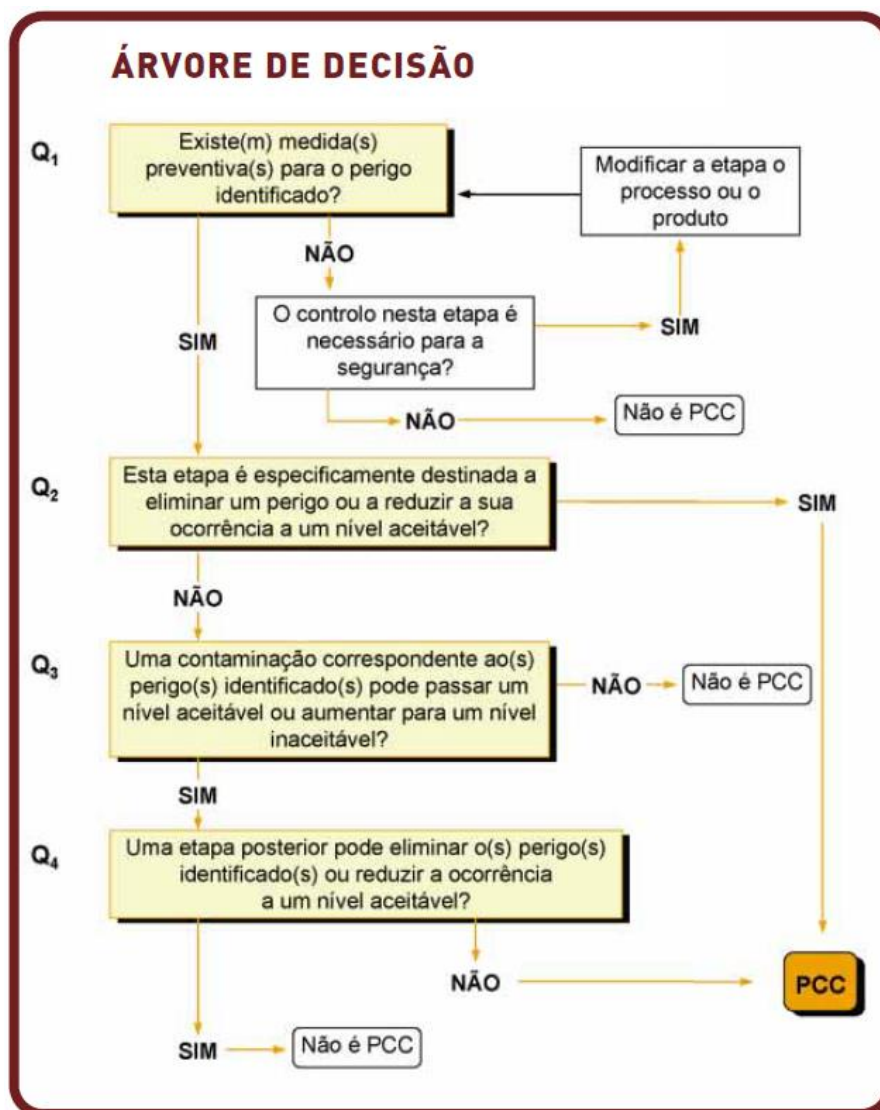 ÁRVORE DE DECISÃO
Q1
Existe(m) medida(s)
preventiva(s) para o perigo
identificado?
Modificar a etapa o
processo ou o
produto
NÃO
SIM
O controlo nesta etapa é
necessário para a
segurança?
SIM
NÃO
Não é PCC
Q2
Esta etapa é especificamente destinada a
eliminar um perigo ou a reduzir a sua
ocorrência a um nível aceitável?
SIM
NÃO
Q3
Uma contaminação correspondente ao(s)
perigo(s) identificado(s) pode passar um
nível aceitável ou aumentar para um nível
inaceitável?
NÃO
Não é PCC
SIM
Q4
Uma etapa posterior pode eliminar o(s) perigo(s)
identificado(s) ou reduzir a ocorrência
a um nível aceitável?
NÃO
PCC
SIM
Não é PCC